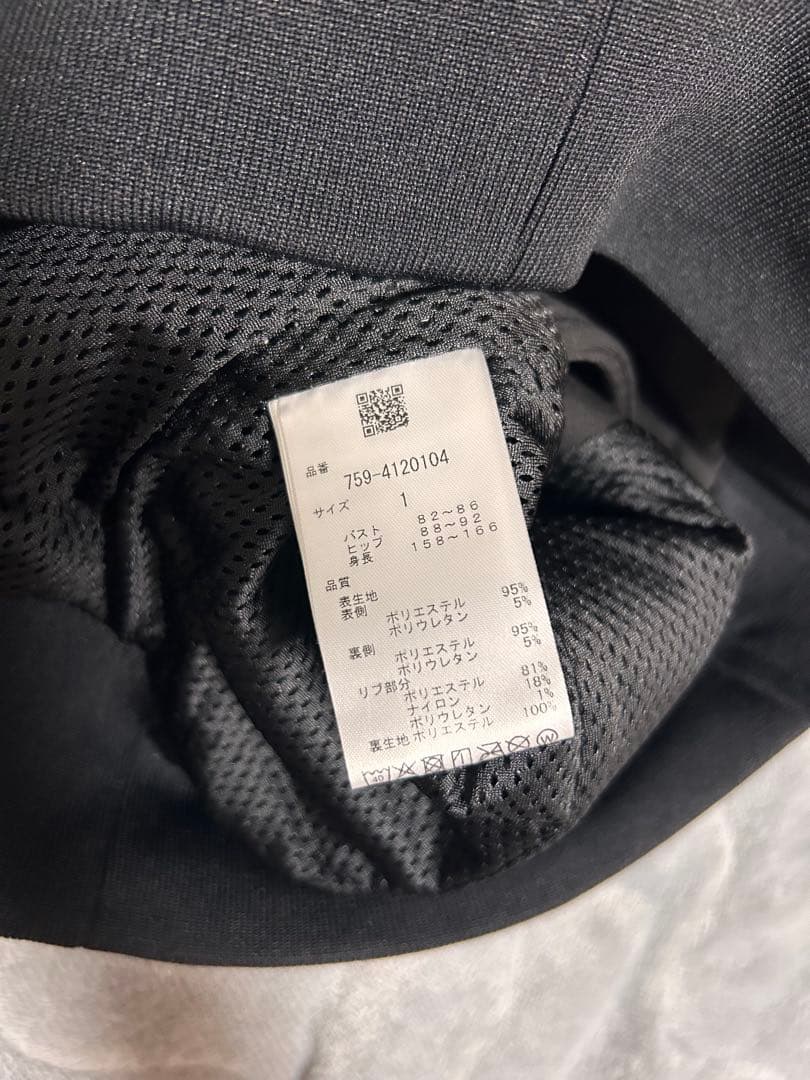 品番 759-4120104
サイズ 1
バスト 82～86
ヒップ 88～92
身長 158～166
品質
表生地
表側 ポリエステル 95%
ポリウレタン 5%
裏側 ポリエステル 95%
ポリウレタン 5%
リブ部分 ポリエステル 81%
ナイロン 18%
ポリウレタン 1%
裏生地 ポリエステル 100%
40 W